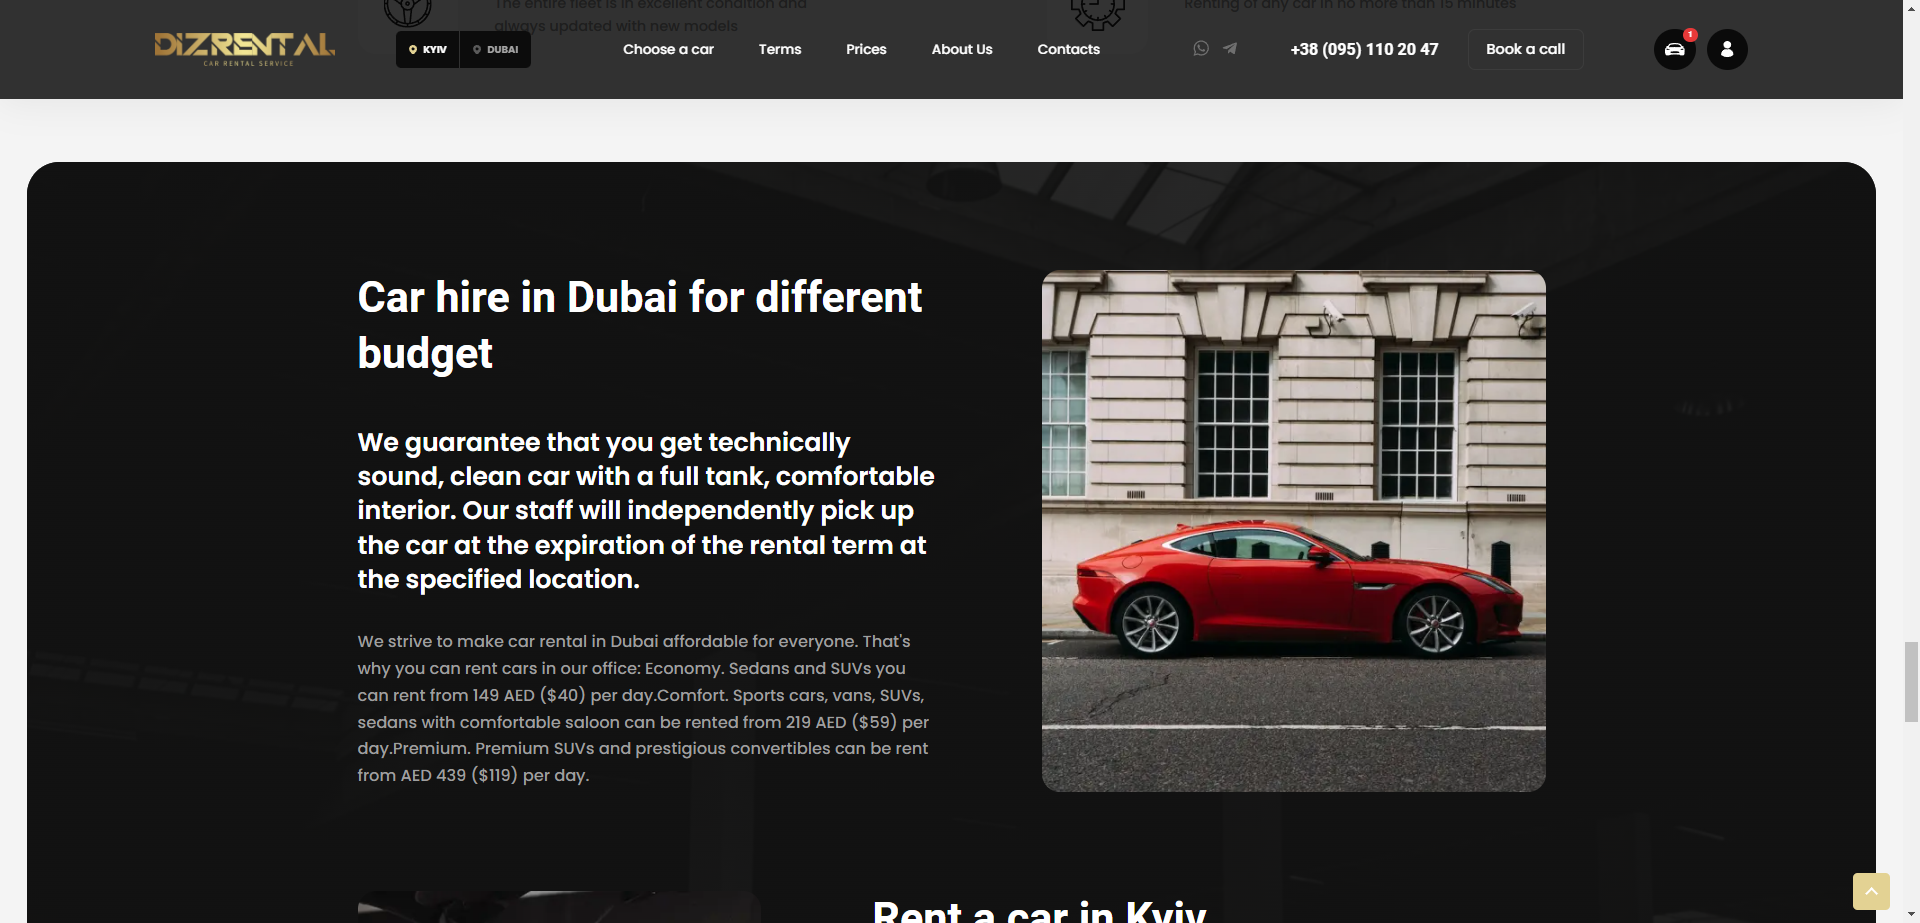 The entire fleet is in excellent condition and
always updated with new models
Renting of any car in no more than 15 minutes
DIZRENTAL
CAR RENTAL SERVICE
KYIV
DUBAI
Choose a car
Terms
Prices
About Us
Contacts
+38 (095) 110 20 47
Book a call
1
Car hire in Dubai for different
budget
We guarantee that you get technically
sound, clean car with a full tank, comfortable
interior. Our staff will independently pick up
the car at the expiration of the rental term at
the specified location.
We strive to make car rental in Dubai affordable for everyone. That's
why you can rent cars in our office: Economy. Sedans and SUVs you
can rent from 149 AED ($40) per day.Comfort. Sports cars, vans, SUVs,
sedans with comfortable saloon can be rented from 219 AED ($59) per
day.Premium. Premium SUVs and prestigious convertibles can be rent
from AED 439 ($119) per day.
Rent a car in Kyiv